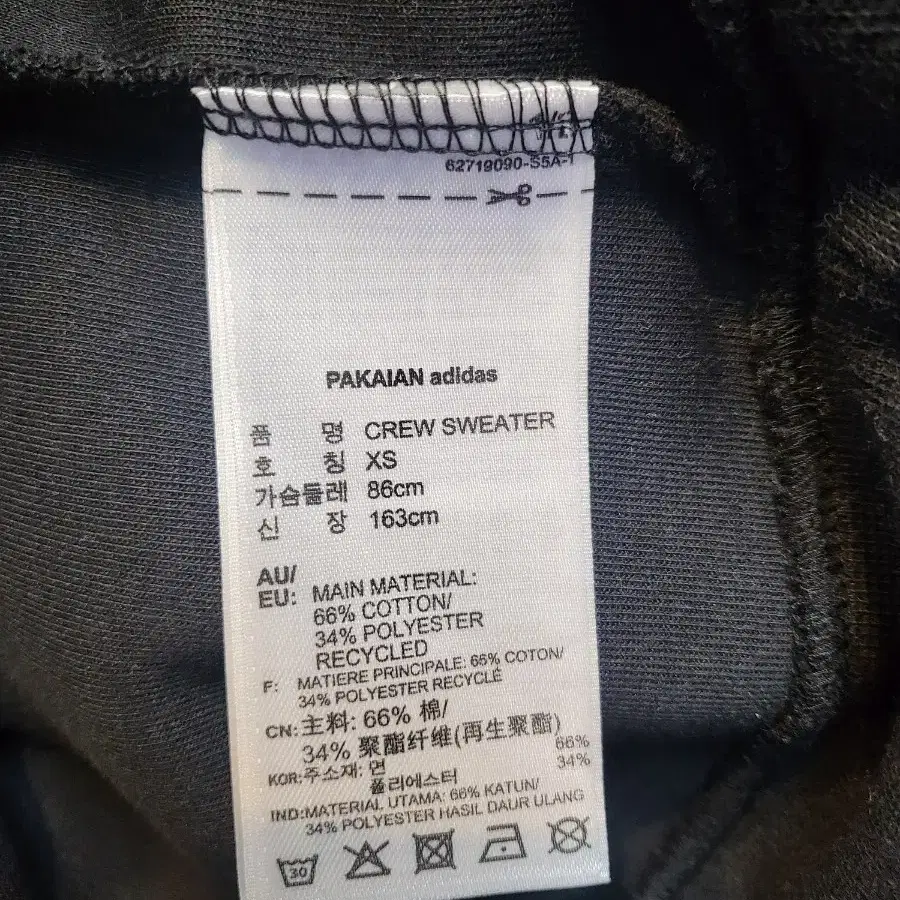 62719090-S5A-1
PAKAIAN adidas
품 명 CREW SWEATER
호 칭 XS
가슴둘레 86cm
신 장 163cm
AU/
EU: MAIN MATERIAL:
66% COTTON/
34% POLYESTER
RECYCLED
F: MATIERE PRINCIPALE: 66% COTON/
34% POLYESTER RECYCLÉ
CN: 主料: 66% 棉/
34% 聚酯纤维(再生聚酯)
KOR: 주소재: 면 66%
폴리에스터 34%
IND: MATERIAL UTAMA: 66% KATUN/
34% POLYESTER HASIL DAUR ULANG
30